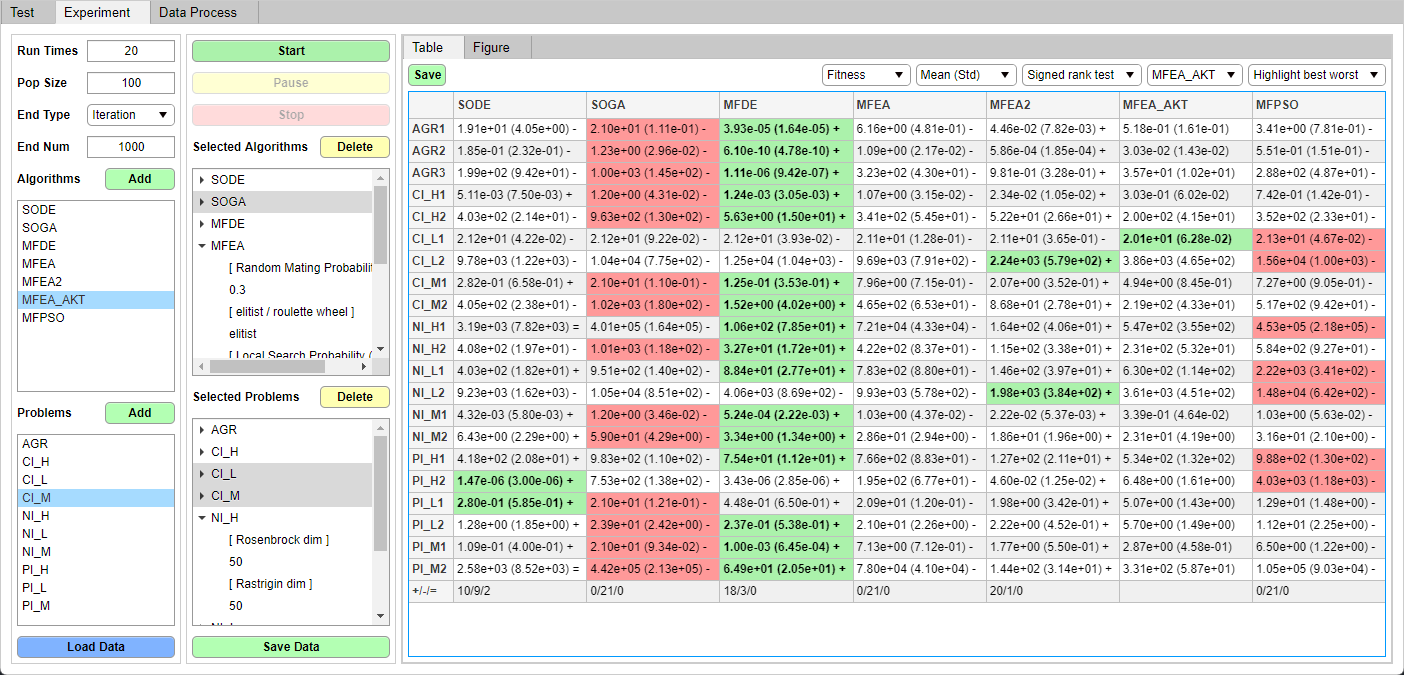 Test Experiment Data Process
Run Times 20
Pop Size 100
End Type Iteration
End Num 1000
Algorithms Add
SODE
SOGA
MFDE
MFEA
MFEA2
MFEA_AKT
MFPSO
Problems Add
AGR
CI_H
CI_L
CI_M
NI_H
NI_L
NI_M
PI_H
PI_L
PI_M
Load Data
Start
Pause
Stop
Selected Algorithms Delete
SODE
SOGA
MFDE
MFEA
[ Random Mating Probabilit
0.3
[ elitist / roulette wheel ]
elitist
[ Local Search Probability (
Selected Problems Delete
AGR
CI_H
CI_L
CI_M
NI_H
[ Rosenbrock dim ]
50
[ Rastrigin dim ]
50
Save Data
Table Figure
Save Fitness Mean (Std) Signed rank test MFEA_AKT Highlight best worst
SODE SOGA MFDE MFEA MFEA2 MFEA_AKT MFPSO
AGR1 1.91e+01 (4.05e+00) - 2.10e+01 (1.11e-01) - 3.93e-05 (1.64e-05) + 6.16e+00 (4.81e-01) - 4.46e-02 (7.82e-03) + 5.18e-01 (1.61e-01) 3.41e+00 (7.81e-01) -
AGR2 1.85e-01 (2.32e-01) - 1.23e+00 (2.96e-02) - 6.10e-10 (4.78e-10) + 1.09e+00 (2.17e-02) - 5.86e-04 (1.85e-04) + 3.03e-02 (1.43e-02) 5.51e-01 (1.51e-01) -
AGR3 1.99e+02 (9.42e+01) - 1.00e+03 (1.45e+02) - 1.11e-06 (9.42e-07) + 3.23e+02 (4.30e+01) - 9.81e-01 (3.28e-01) + 3.57e+01 (1.02e+01) 2.88e+02 (4.87e+01) -
CI_H1 5.11e-03 (7.50e-03) + 1.20e+00 (4.31e-02) - 1.24e-03 (3.05e-03) + 1.07e+00 (3.15e-02) - 2.34e-02 (1.05e-02) + 3.03e-01 (6.02e-02) 7.42e-01 (1.42e-01) -
CI_H2 4.03e+02 (2.14e+01) - 9.63e+02 (1.30e+02) - 5.63e+00 (1.50e+01) + 3.41e+02 (5.45e+01) - 5.22e+01 (2.66e+01) + 2.00e+02 (4.15e+01) 3.52e+02 (2.33e+01) -
CI_L1 2.12e+01 (4.22e-02) - 2.12e+01 (9.22e-02) - 2.12e+01 (3.93e-02) - 2.11e+01 (1.28e-01) - 2.11e+01 (3.65e-01) - 2.01e+01 (6.28e-02) 2.13e+01 (4.67e-02) -
CI_L2 9.78e+03 (1.22e+03) - 1.04e+04 (7.75e+02) - 1.25e+04 (1.04e+03) - 9.69e+03 (7.91e+02) - 2.24e+03 (5.79e+02) + 3.86e+03 (4.65e+02) 1.56e+04 (1.00e+03) -
CI_M1 2.82e-01 (6.58e-01) + 2.10e+01 (1.10e-01) - 1.25e-01 (3.53e-01) + 7.96e+00 (7.15e-01) - 2.07e+00 (3.52e-01) + 4.94e+00 (8.45e-01) 7.27e+00 (9.05e-01) -
CI_M2 4.05e+02 (2.38e+01) - 1.02e+03 (1.80e+02) - 1.52e+00 (4.02e+00) + 4.65e+02 (6.53e+01) - 8.68e+01 (2.78e+01) + 2.19e+02 (4.33e+01) 5.17e+02 (9.42e+01) -
NI_H1 3.19e+03 (7.82e+03) = 4.01e+05 (1.64e+05) - 1.06e+02 (7.85e+01) + 7.21e+04 (4.33e+04) - 1.64e+02 (4.06e+01) + 5.47e+02 (3.55e+02) 4.53e+05 (2.18e+05) -
NI_H2 4.08e+02 (1.97e+01) - 1.01e+03 (1.18e+02) - 3.27e+01 (1.72e+01) + 4.22e+02 (8.37e+01) - 1.15e+02 (3.38e+01) + 2.31e+02 (5.32e+01) 5.84e+02 (9.27e+01) -
NI_L1 4.03e+02 (1.82e+01) + 9.51e+02 (1.40e+02) - 8.84e+01 (2.77e+01) + 7.83e+02 (8.80e+01) - 1.46e+02 (3.97e+01) + 6.30e+02 (1.14e+02) 2.22e+03 (3.41e+02) -
NI_L2 9.23e+03 (1.62e+03) - 1.05e+04 (8.51e+02) - 4.06e+03 (8.69e+02) - 9.93e+03 (5.78e+02) - 1.98e+03 (3.84e+02) + 3.61e+03 (4.51e+02) 1.48e+04 (6.42e+02) -
NI_M1 4.32e-03 (5.80e-03) + 1.20e+00 (3.46e-02) - 5.24e-04 (2.22e-03) + 1.03e+00 (4.37e-02) - 2.22e-02 (5.37e-03) + 3.39e-01 (4.64e-02) 1.03e+00 (5.63e-02) -
NI_M2 6.43e+00 (2.29e+00) + 5.90e+01 (4.29e+00) - 3.34e+00 (1.34e+00) + 2.86e+01 (2.94e+00) - 1.86e+01 (1.96e+00) + 2.31e+01 (4.19e+00) 3.16e+01 (2.10e+00) -
PI_H1 4.18e+02 (2.08e+01) + 9.83e+02 (1.10e+02) - 7.54e+01 (1.12e+01) + 7.66e+02 (8.83e+01) - 1.27e+02 (2.11e+01) + 5.34e+02 (1.32e+02) 9.88e+02 (1.30e+02) -
PI_H2 1.47e-06 (3.00e-06) + 7.53e+02 (1.38e+02) - 3.43e-06 (2.85e-06) + 1.95e+02 (6.77e+01) - 4.60e-02 (1.25e-02) + 6.48e+00 (1.61e+00) 4.03e+03 (1.18e+03) -
PI_L1 2.80e-01 (5.85e-01) + 2.10e+01 (1.21e-01) - 4.48e-01 (6.50e-01) + 2.09e+01 (1.20e-01) - 1.98e+00 (3.42e-01) + 5.07e+00 (1.43e+00) 1.29e+01 (1.48e+00) -
PI_L2 1.28e+00 (1.85e+00) + 2.39e+01 (2.42e+00) - 2.37e-01 (5.38e-01) + 2.10e+01 (2.26e+00) - 2.22e+00 (4.52e-01) + 5.70e+00 (1.49e+00) 1.12e+01 (2.25e+00) -
PI_M1 1.09e-01 (4.00e-01) + 2.10e+01 (9.34e-02) - 1.00e-03 (6.45e-04) + 7.13e+00 (7.12e-01) - 1.77e+00 (5.50e-01) + 2.87e+00 (4.58e-01) 6.50e+00 (1.22e+00) -
PI_M2 2.58e+03 (8.52e+03) = 4.42e+05 (2.13e+05) - 6.49e+01 (2.05e+01) + 7.80e+04 (4.10e+04) - 1.44e+02 (3.14e+01) + 3.31e+02 (5.87e+01) 1.05e+05 (9.03e+04) -
+/-/= 10/9/2 0/21/0 18/3/0 0/21/0 20/1/0 0/21/0